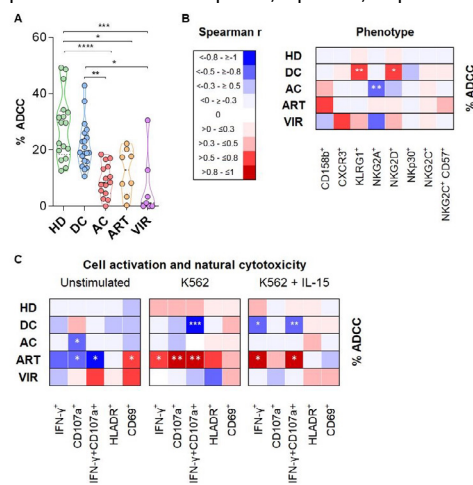 A
% ADCC
60
40
20
0
***
*
****
*
**
HD
DC
AC
ART
VIR
Spearman r
<-0.8 - ≥-1
<-0.5 - ≥-0.8
<-0.3 ≥ -0.5
<0 - ≥ -0.3
0
>0 - ≤0.3
>0.3 - ≤0.5
>0.5 - ≤0.8
>0.8 - ≤1
B
Phenotype
HD
DC
AC
ART
VIR
** *
**
% ADCC
CD158b⁺
CXCR3⁺
KLRG1⁺
NKG2A⁺
NKG2D⁺
NKp30⁺
NKG2C⁺
NKG2C⁺ CD57⁺
C
Cell activation and natural cytotoxicity
Unstimulated
K562
K562 + IL-15
HD
DC
AC
ART
VIR
*** * **
*
* * * * ** ** * *
% ADCC
IFN-γ⁺
CD107a⁺
IFN-γ+CD107a+
HLADR⁺
CD69⁺
IFN-γ⁺
CD107a⁺
IFN-γ+CD107a+
HLADR⁺
CD69⁺
IFN-γ⁺
CD107a⁺
IFN-γ+CD107a+
HLADR⁺
CD69⁺